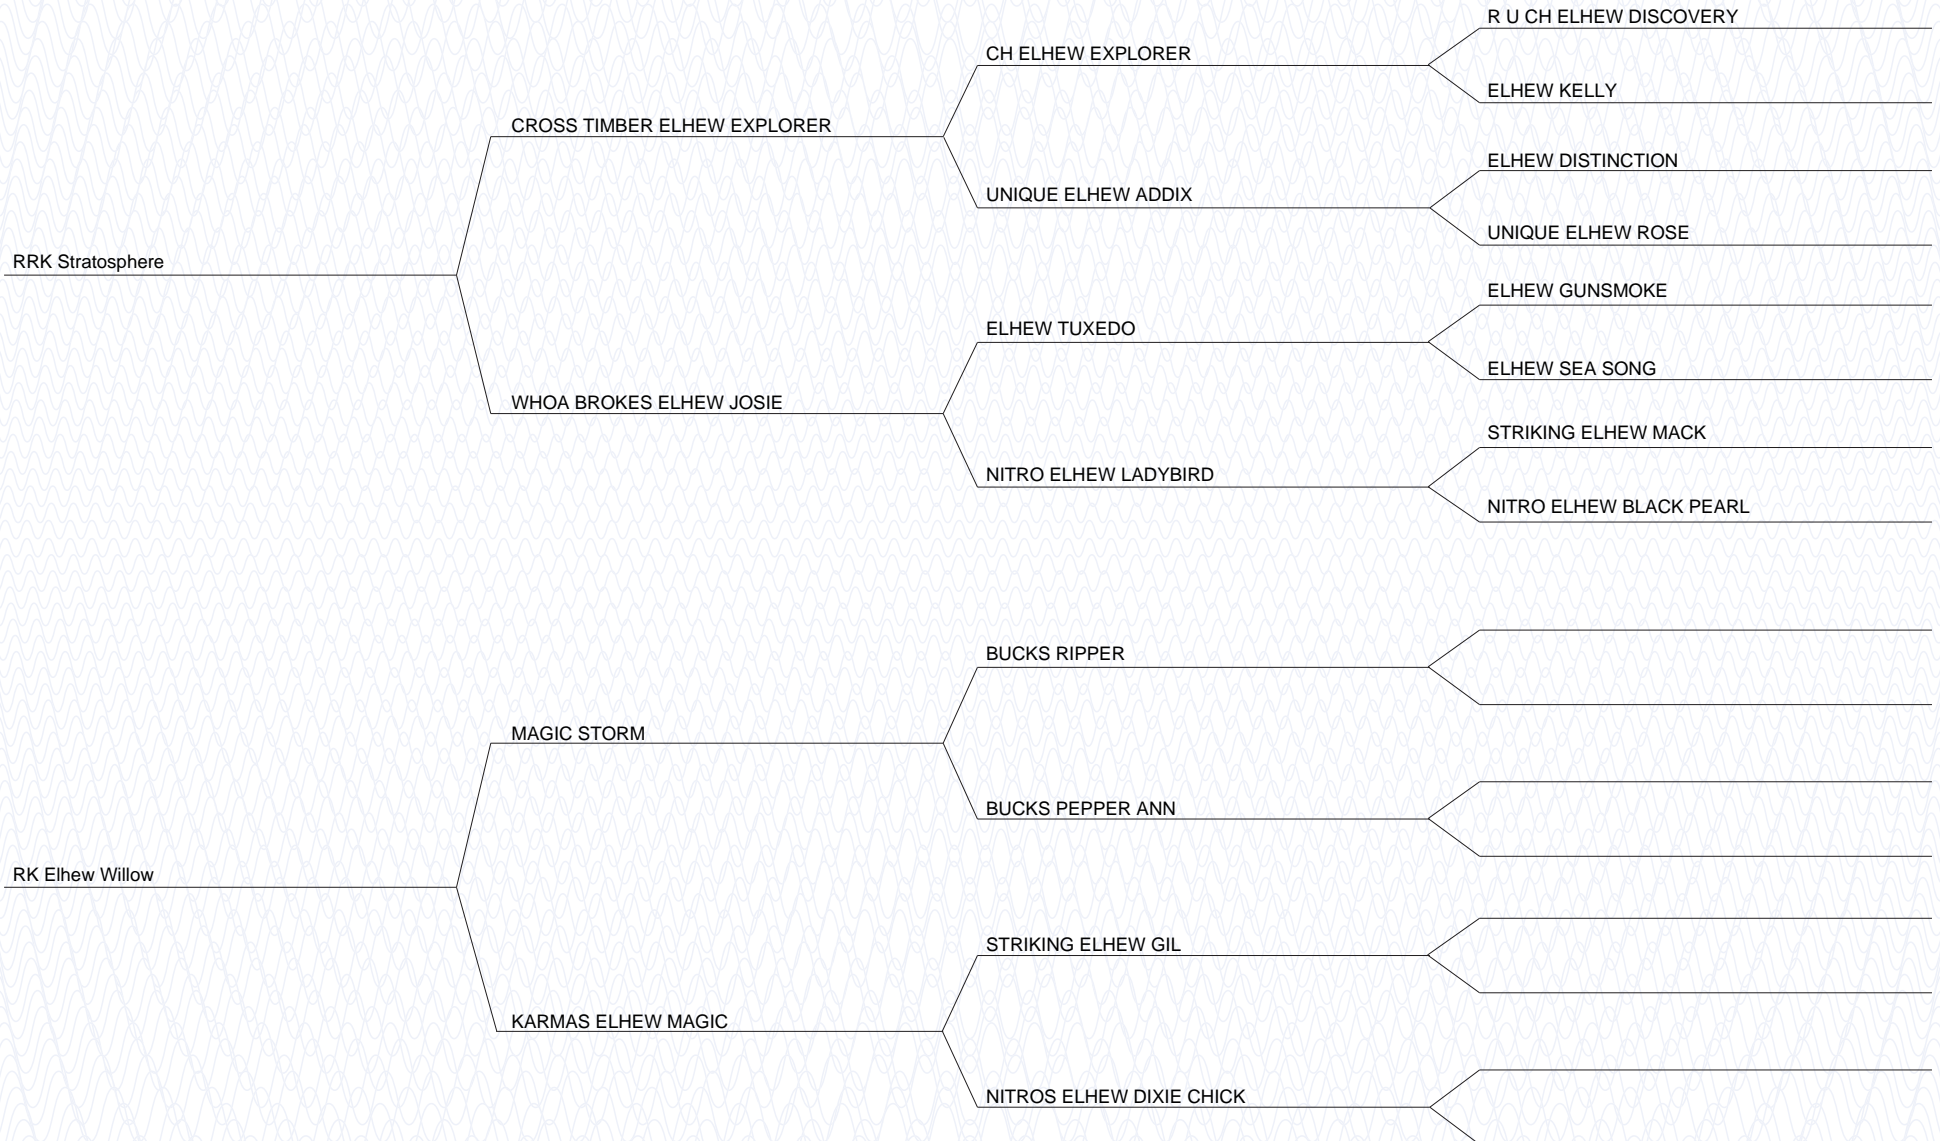 R U CH ELHEW DISCOVERY
CH ELHEW EXPLORER
ELHEW KELLY
CROSS TIMBER ELHEW EXPLORER
ELHEW DISTINCTION
UNIQUE ELHEW ADDIX
UNIQUE ELHEW ROSE
RRK Stratosphere
ELHEW GUNSMOKE
ELHEW TUXEDO
ELHEW SEA SONG
WHOA BROKES ELHEW JOSIE
STRIKING ELHEW MACK
NITRO ELHEW LADYBIRD
NITRO ELHEW BLACK PEARL
BUCKS RIPPER
MAGIC STORM
BUCKS PEPPER ANN
RK Elhew Willow
STRIKING ELHEW GIL
KARMAS ELHEW MAGIC
NITROS ELHEW DIXIE CHICK